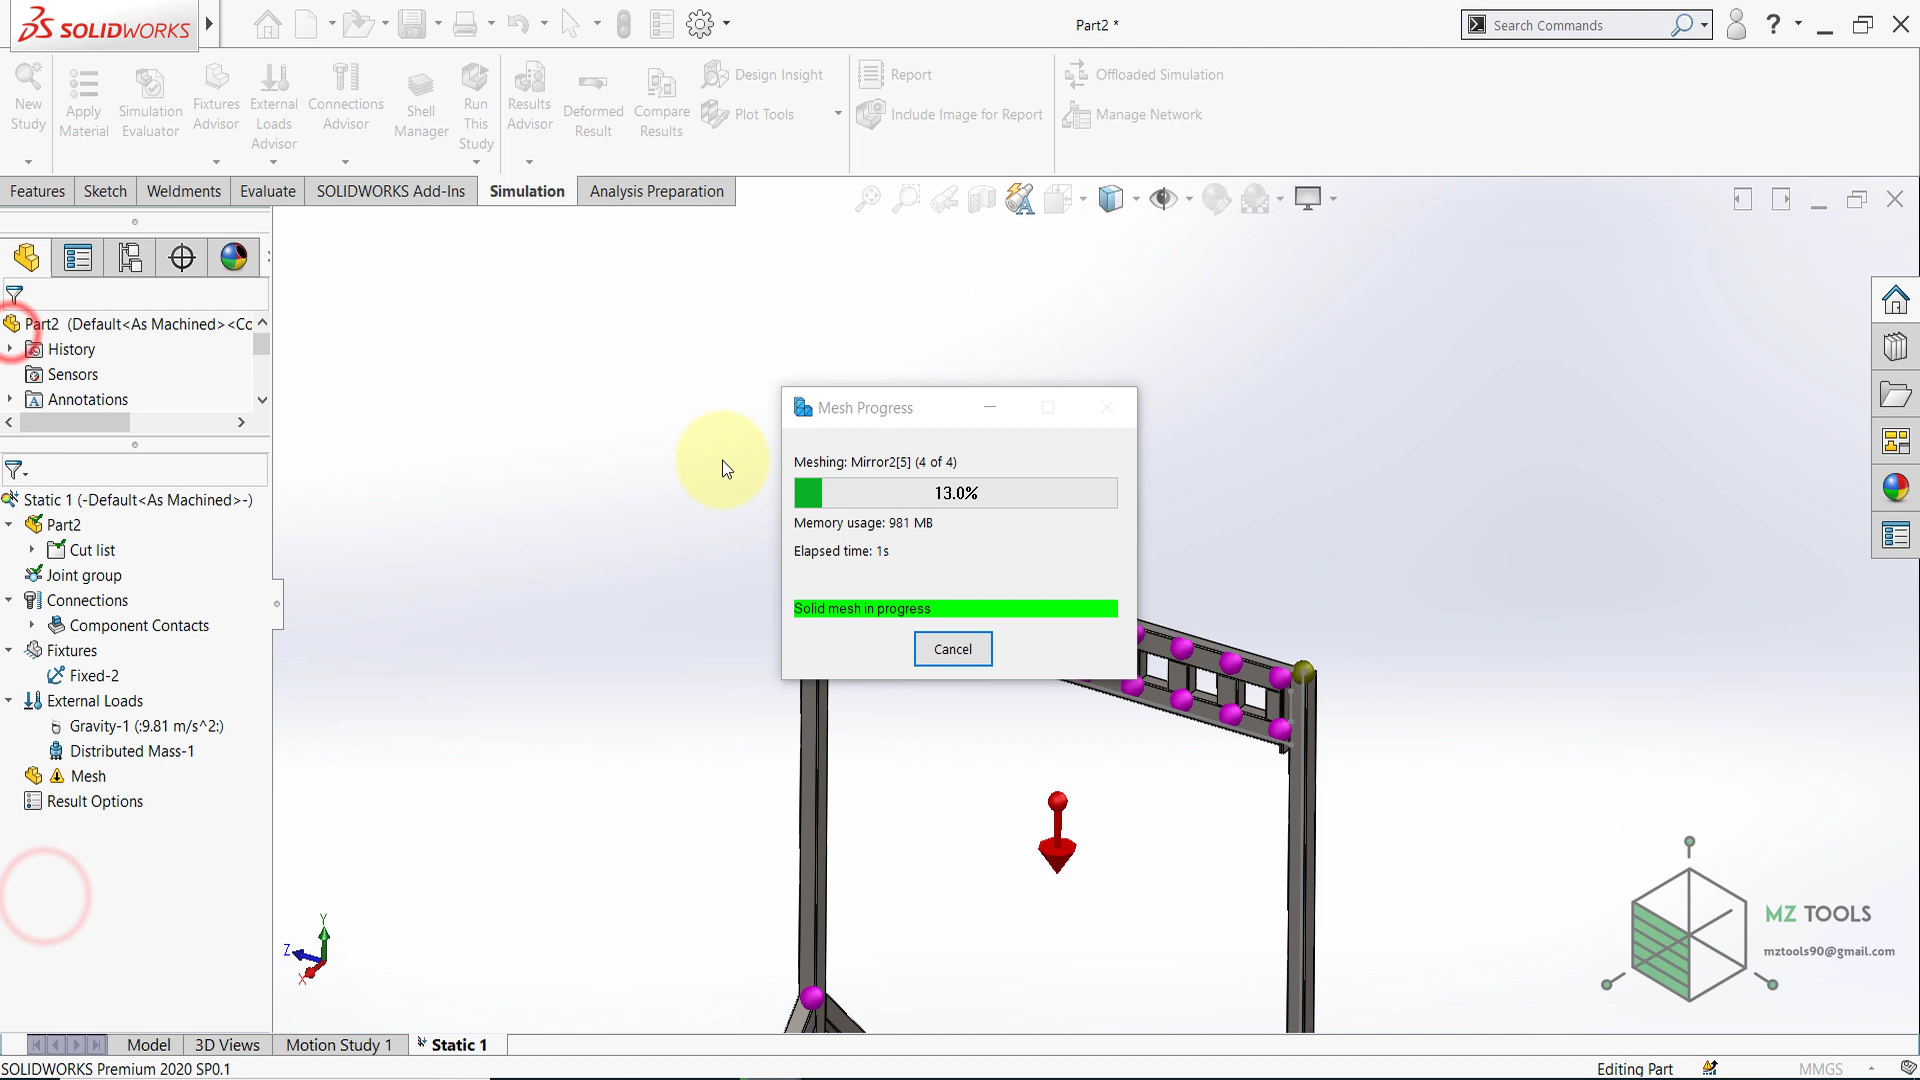 SOLIDWORKS
Part2 *
Search Commands
?
New
Study
Apply
Material
Simulation
Evaluator
Fixtures
Advisor
External
Loads
Advisor
Connections
Advisor
Shell
Manager
Run
This
Study
Results
Advisor
Deformed
Result
Compare
Results
Design Insight
Plot Tools
Report
Include Image for Report
Offloaded Simulation
Manage Network
Features
Sketch
Weldments
Evaluate
SOLIDWORKS Add-Ins
Simulation
Analysis Preparation
Part2 (Default<As Machined><Co
History
Sensors
Annotations
Static 1 (-Default<As Machined>-)
Part2
Cut list
Joint group
Connections
Component Contacts
Fixtures
Fixed-2
External Loads
Gravity-1 (:9.81 m/s^2:)
Distributed Mass-1
Mesh
Result Options
Mesh Progress
Meshing: Mirror2[5] (4 of 4)
13.0%
Memory usage: 981 MB
Elapsed time: 1s
Solid mesh in progress
Cancel
Y
Z
X
MZ TOOLS
mztools90@gmail.com
Model
3D Views
Motion Study 1
Static 1
SOLIDWORKS Premium 2020 SP0.1
Editing Part
MMGS